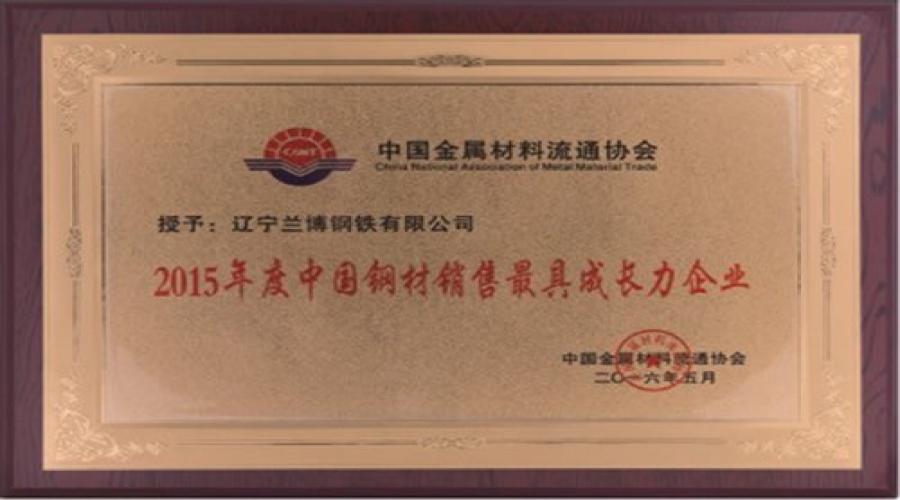 中国金属材料流通协会
China National Association of Metal Material Trade
授予：辽宁兰博钢铁有限公司
2015年度中国钢材销售最具成长力企业
中国金属材料流通协会
二〇一六年五月